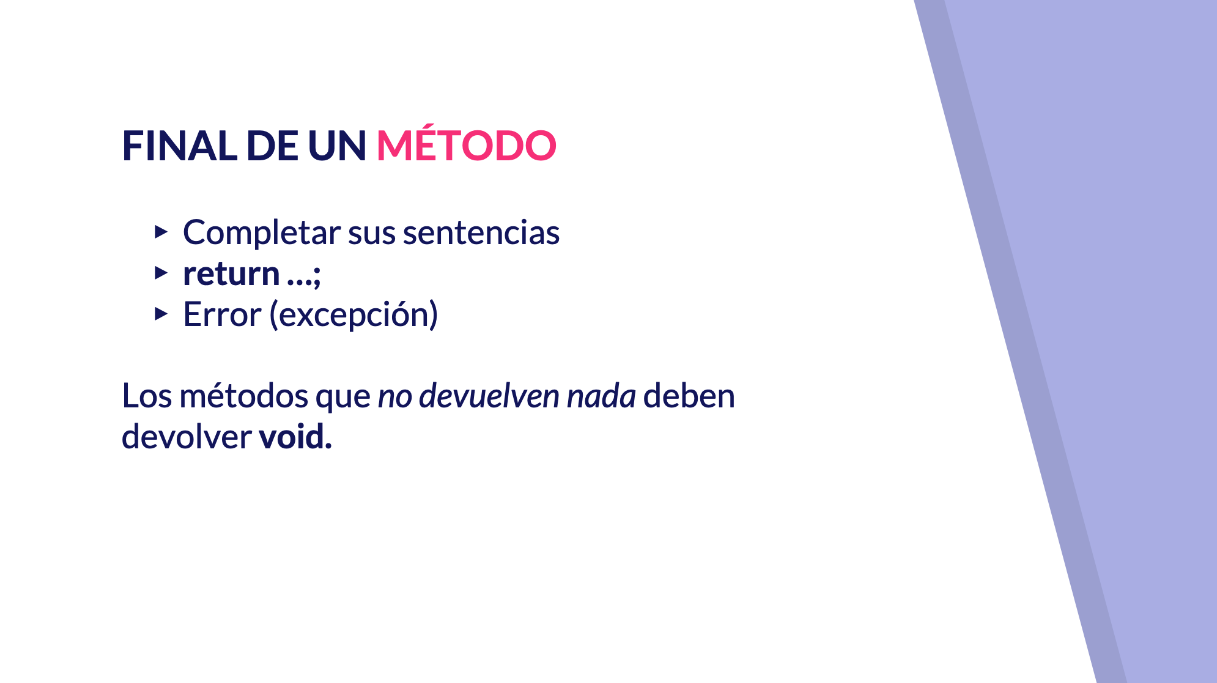 FINAL DE UN MÉTODO
▸ Completar sus sentencias
▸ return …;
▸ Error (excepción)
Los métodos que no devuelven nada deben
devolver void.